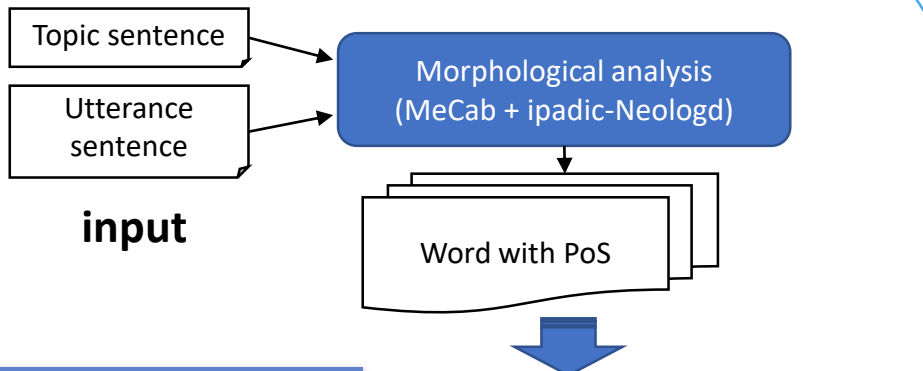 Topic sentence
Utterance
sentence
input
Morphological analysis
(MeCab + ipadic-Neologd)
Word with PoS